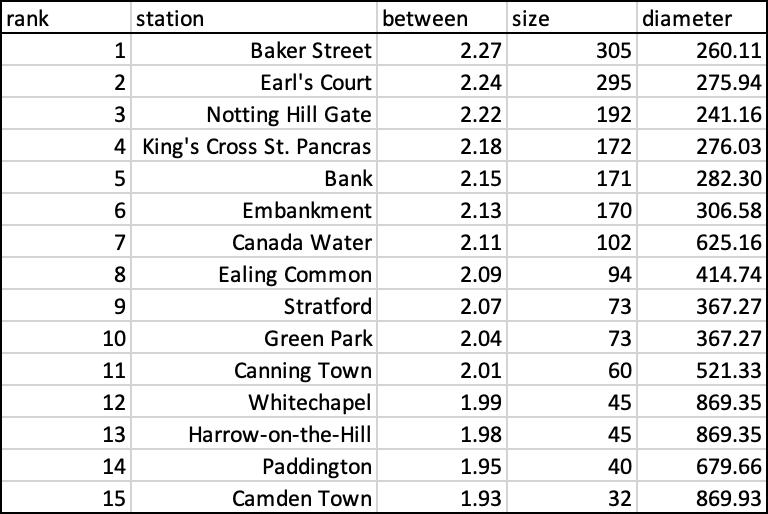 rank station between size diameter
1 Baker Street 2.27 305 260.11
2 Earl's Court 2.24 295 275.94
3 Notting Hill Gate 2.22 192 241.16
4 King's Cross St. Pancras 2.18 172 276.03
5 Bank 2.15 171 282.30
6 Embankment 2.13 170 306.58
7 Canada Water 2.11 102 625.16
8 Ealing Common 2.09 94 414.74
9 Stratford 2.07 73 367.27
10 Green Park 2.04 73 367.27
11 Canning Town 2.01 60 521.33
12 Whitechapel 1.99 45 869.35
13 Harrow-on-the-Hill 1.98 45 869.35
14 Paddington 1.95 40 679.66
15 Camden Town 1.93 32 869.93